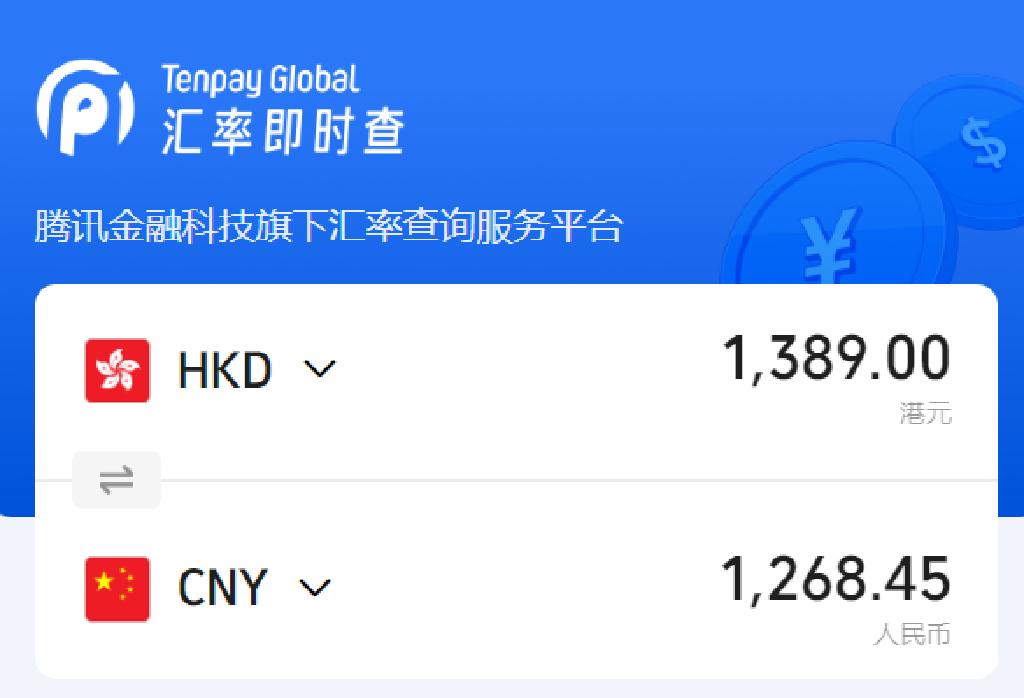 Tenpay Global
汇率即时查
腾讯金融科技旗下汇率查询服务平台
HKD 1,389.00
港元
CNY 1,268.45
人民币